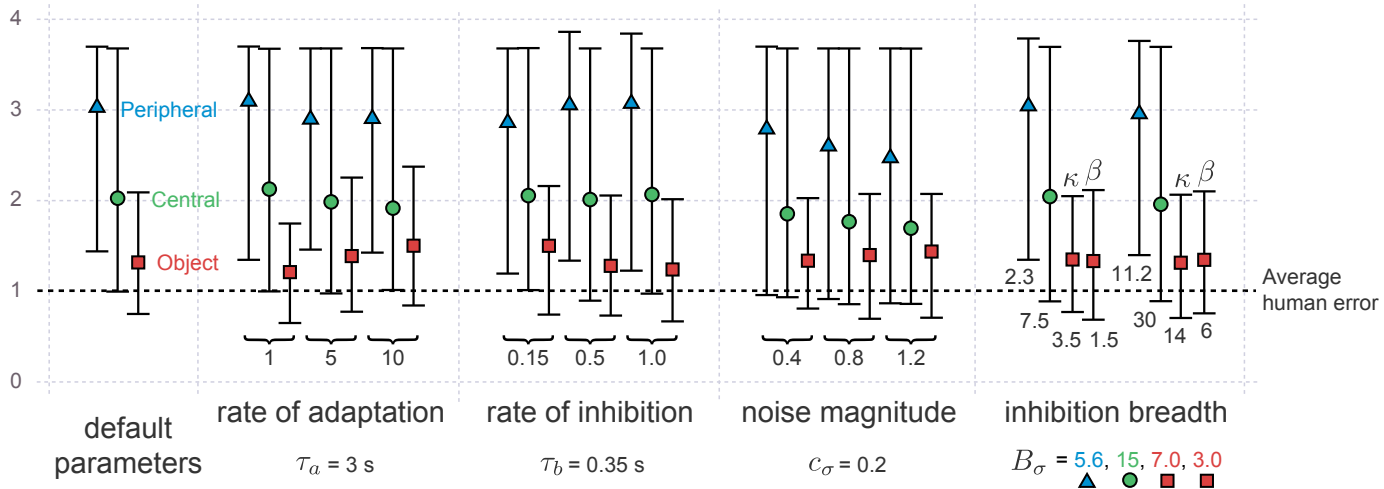 4
3
2
1
0
Peripheral
Central
Object
κ β
κ β
2.3
7.5
3.5
1.5
11.2
30
14
6
Average
human error
1
5
10
0.15
0.5
1.0
0.4
0.8
1.2
default
parameters
rate of adaptation
τa = 3 s
rate of inhibition
τb = 0.35 s
noise magnitude
cσ = 0.2
inhibition breadth
Bσ = 5.6, 15, 7.0, 3.0